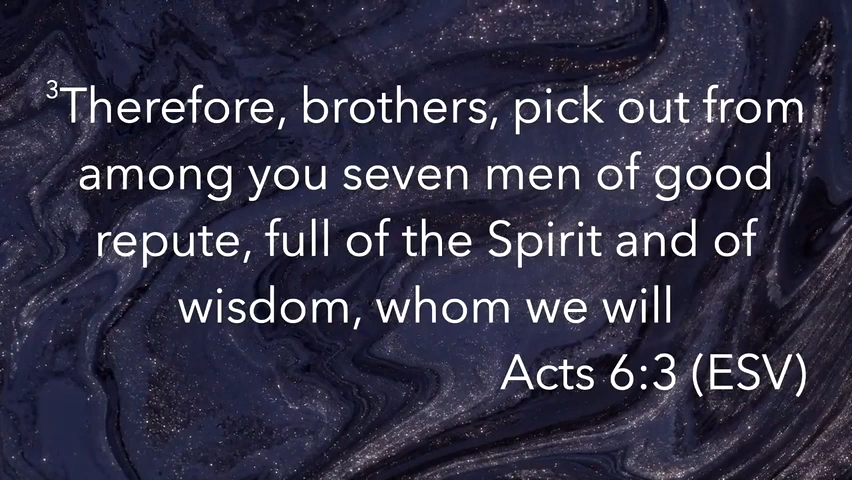 ³Therefore, brothers, pick out from
among you seven men of good
repute, full of the Spirit and of
wisdom, whom we will
Acts 6:3 (ESV)